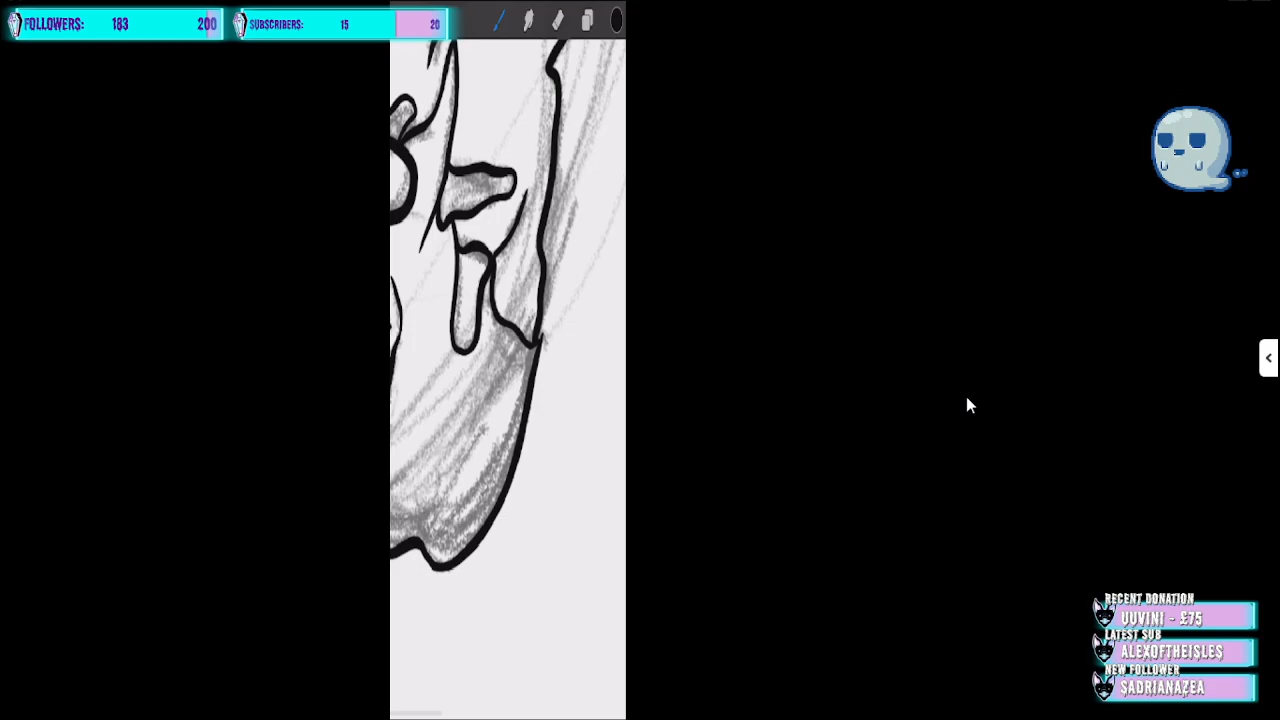 FOLLOWERS: 183 200
SUBSCRIBERS: 15 20
RECENT DONATION
UUVINI - £75
LATEST SUB
ALEXOFTHEISLES
NEW FOLLOWER
SADRIANAZEA